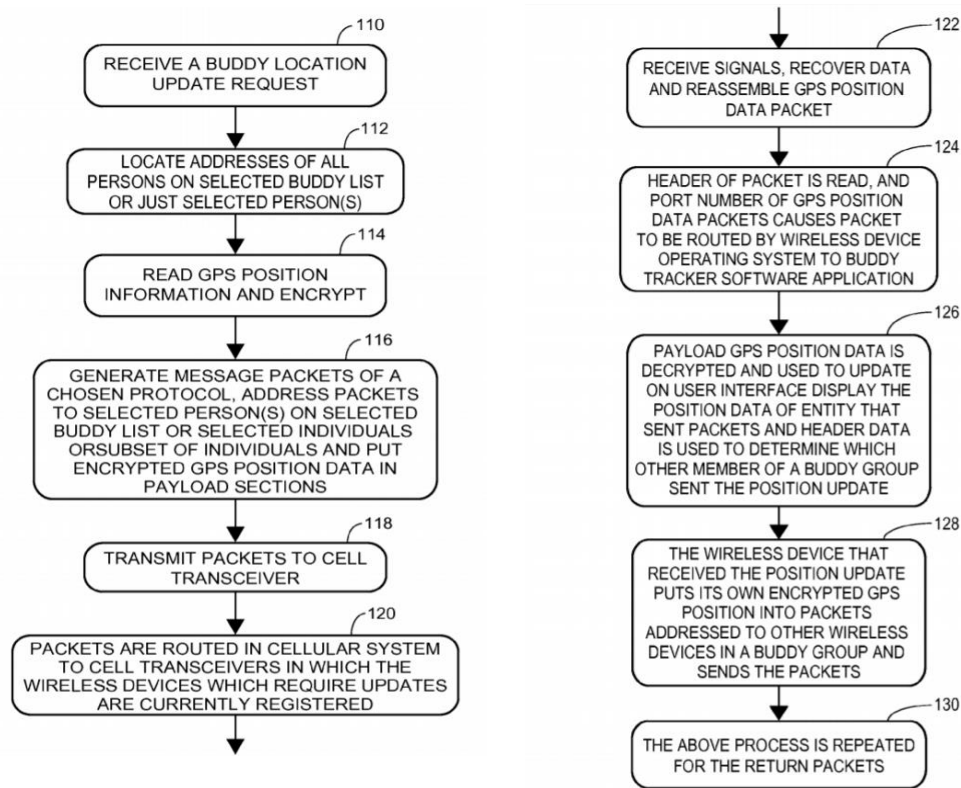 110
RECEIVE A BUDDY LOCATION
UPDATE REQUEST
112
LOCATE ADDRESSES OF ALL
PERSONS ON SELECTED BUDDY LIST
OR JUST SELECTED PERSON(S)
114
READ GPS POSITION
INFORMATION AND ENCRYPT
116
GENERATE MESSAGE PACKETS OF A
CHOSEN PROTOCOL, ADDRESS PACKETS
TO SELECTED PERSON(S) ON SELECTED
BUDDY LIST OR SELECTED INDIVIDUALS
ORSUBSET OF INDIVIDUALS AND PUT
ENCRYPTED GPS POSITION DATA IN
PAYLOAD SECTIONS
118
TRANSMIT PACKETS TO CELL
TRANSCEIVER
120
PACKETS ARE ROUTED IN CELLULAR SYSTEM
TO CELL TRANSCEIVERS IN WHICH THE
WIRELESS DEVICES WHICH REQUIRE UPDATES
ARE CURRENTLY REGISTERED
122
RECEIVE SIGNALS, RECOVER DATA
AND REASSEMBLE GPS POSITION
DATA PACKET
124
HEADER OF PACKET IS READ, AND
PORT NUMBER OF GPS POSITION
DATA PACKETS CAUSES PACKET
TO BE ROUTED BY WIRELESS DEVICE
OPERATING SYSTEM TO BUDDY
TRACKER SOFTWARE APPLICATION
126
PAYLOAD GPS POSITION DATA IS
DECRYPTED AND USED TO UPDATE
ON USER INTERFACE DISPLAY THE
POSITION DATA OF ENTITY THAT
SENT PACKETS AND HEADER DATA
IS USED TO DETERMINE WHICH
OTHER MEMBER OF A BUDDY GROUP
SENT THE POSITION UPDATE
128
THE WIRELESS DEVICE THAT
RECEIVED THE POSITION UPDATE
PUTS ITS OWN ENCRYPTED GPS
POSITION INTO PACKETS
ADDRESSED TO OTHER WIRELESS
DEVICES IN A BUDDY GROUP AND
SENDS THE PACKETS
130
THE ABOVE PROCESS IS REPEATED
FOR THE RETURN PACKETS